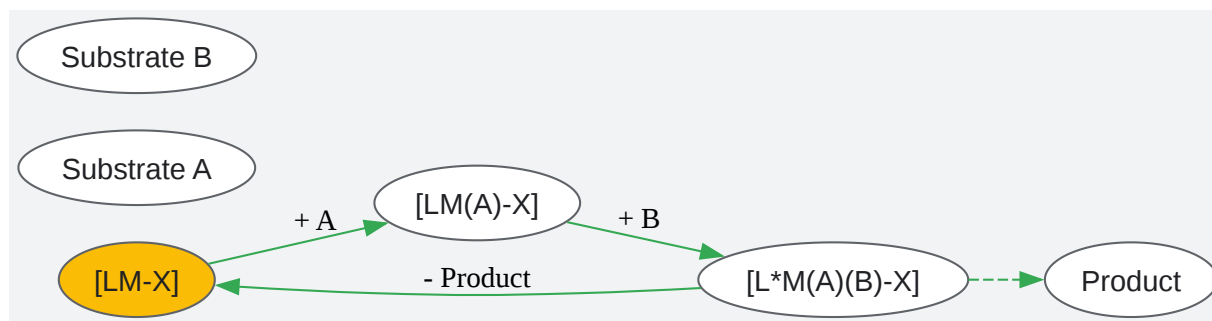 Substrate B
Substrate A
[LM(A)-X]
+ A
+ B
- Product
[LM-X]
[L*M(A)(B)-X]
Product